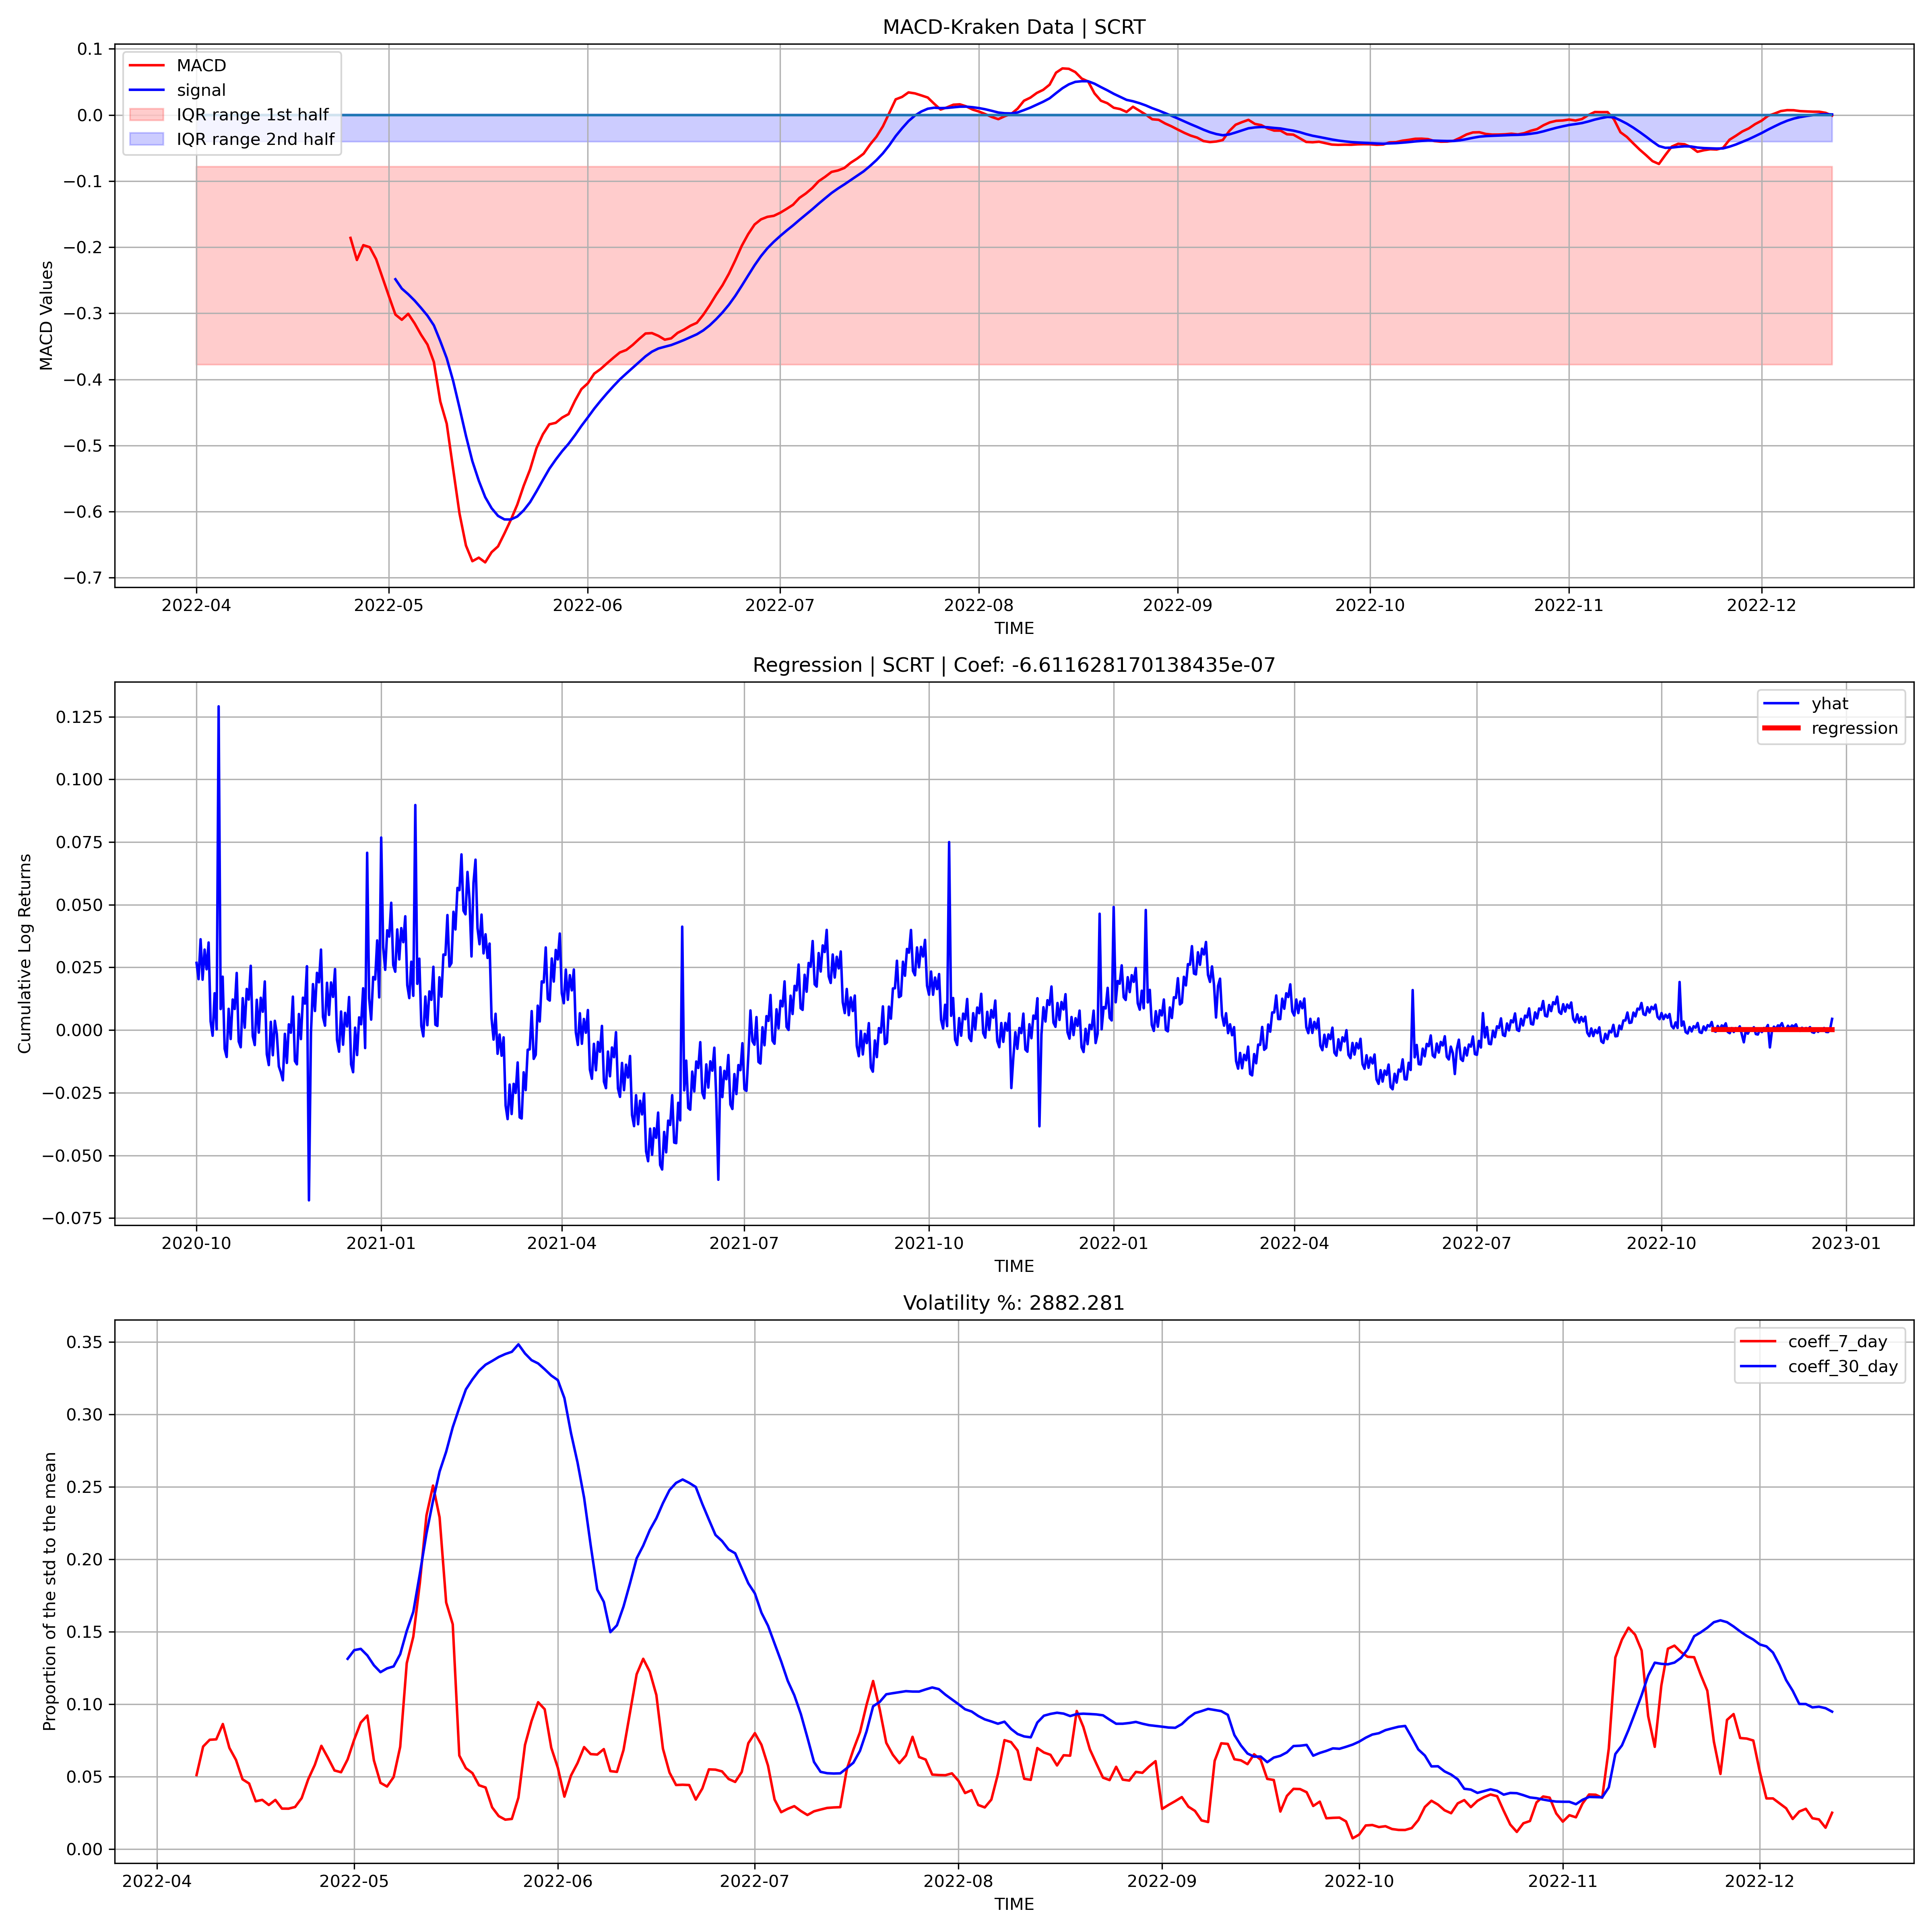 MACD-Kraken Data | SCRT
0.1
0.0
−0.1
−0.2
−0.3
−0.4
−0.5
−0.6
−0.7
MACD Values
MACD
signal
IQR range 1st half
IQR range 2nd half
2022-04 2022-05 2022-06 2022-07 2022-08 2022-09 2022-10 2022-11 2022-12
TIME
Regression | SCRT | Coef: -6.611628170138435e-07
0.125
0.100
0.075
0.050
0.025
0.000
−0.025
−0.050
−0.075
Cumulative Log Returns
yhat
regression
2020-10 2021-01 2021-04 2021-07 2021-10 2022-01 2022-04 2022-07 2022-10 2023-01
TIME
Volatility %: 2882.281
0.35
0.30
0.25
0.20
0.15
0.10
0.05
0.00
Proportion of the std to the mean
coeff_7_day
coeff_30_day
2022-04 2022-05 2022-06 2022-07 2022-08 2022-09 2022-10 2022-11 2022-12
TIME